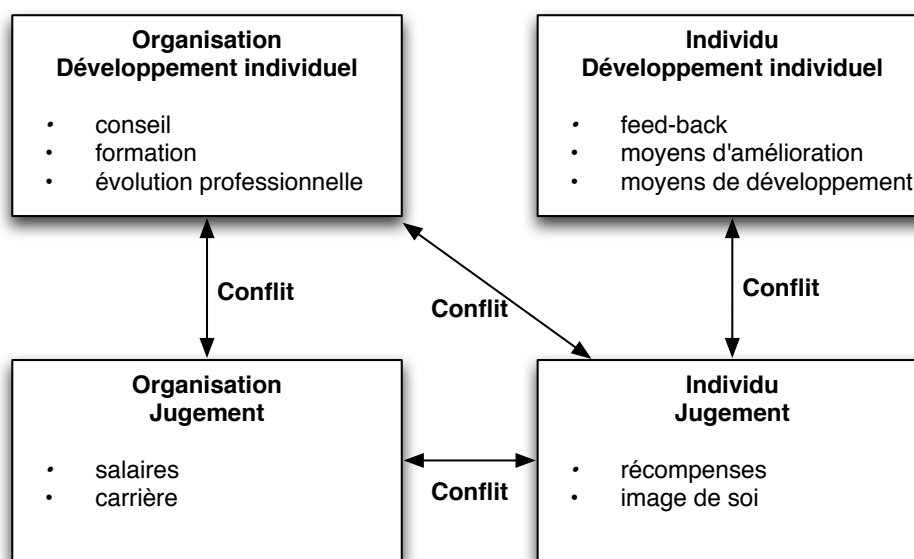 Organisation
Développement individuel
• conseil
• formation
• évolution professionnelle
Individu
Développement individuel
• feed-back
• moyens d'amélioration
• moyens de développement
Conflit
Conflit
Conflit
Organisation
Jugement
• salaires
• carrière
Conflit
Individu
Jugement
• récompenses
• image de soi